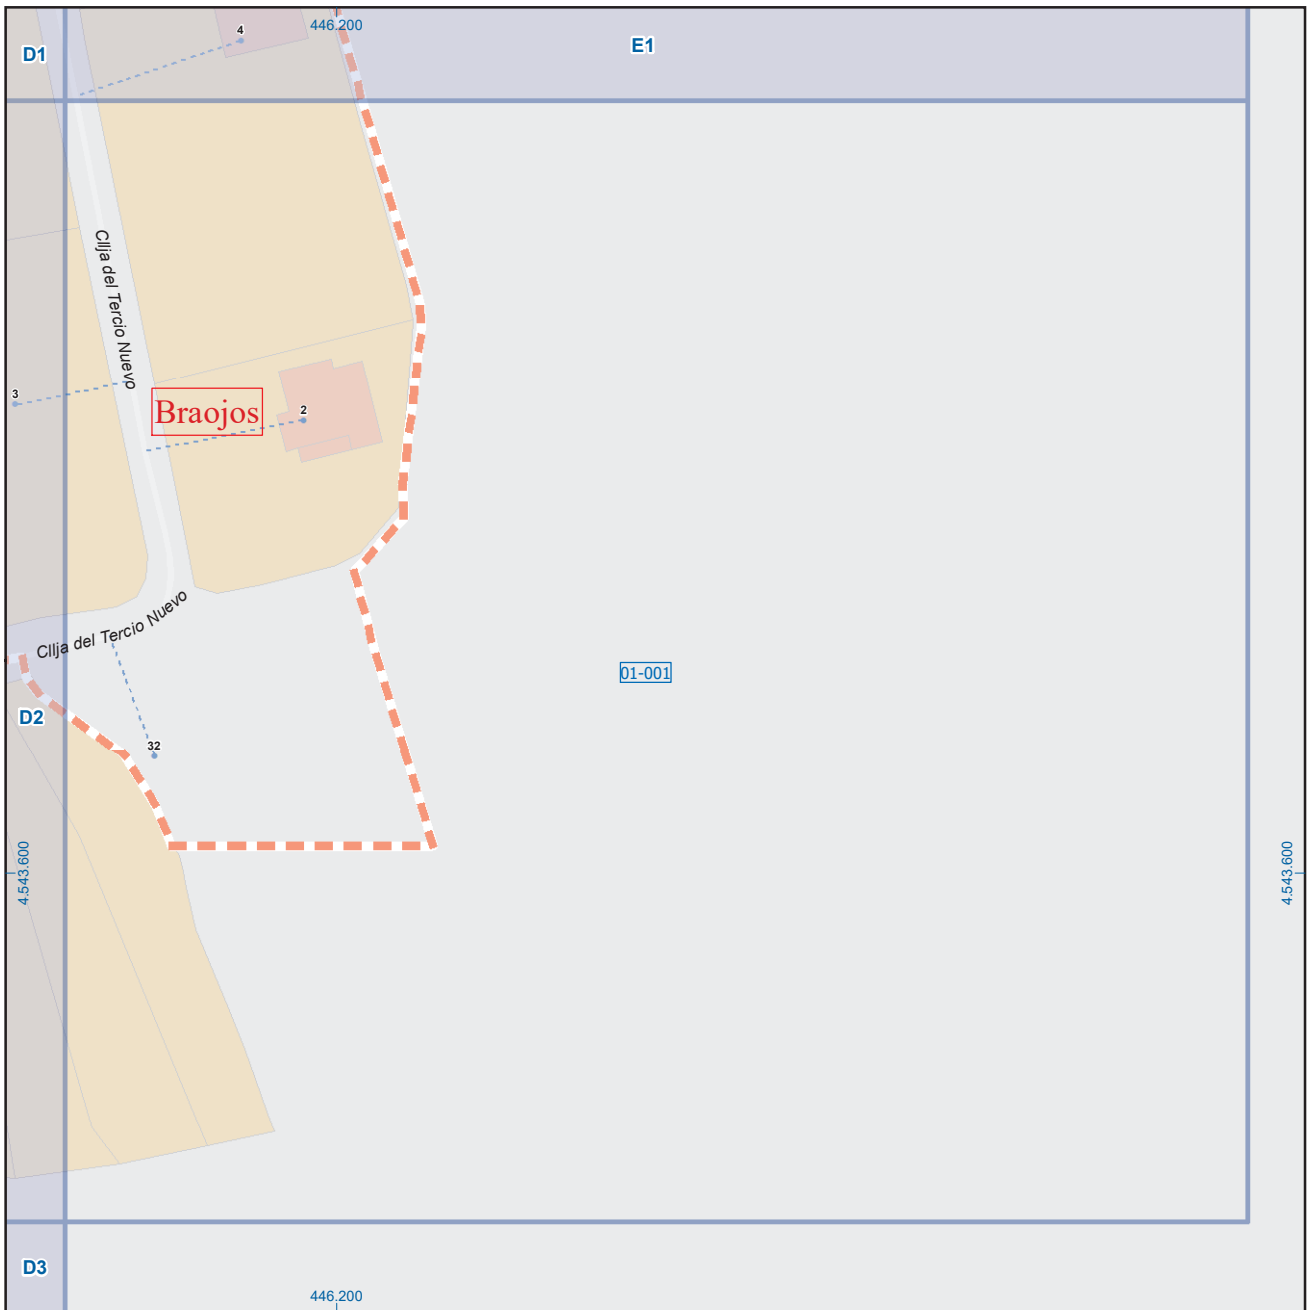 446.200
4
D1
E1
Cllja del Tercio Nuevo
3
Braojos
2
Cllja del Tercio Nuevo
01-001
D2
32
4.543.600
4.543.600
D3
446.200